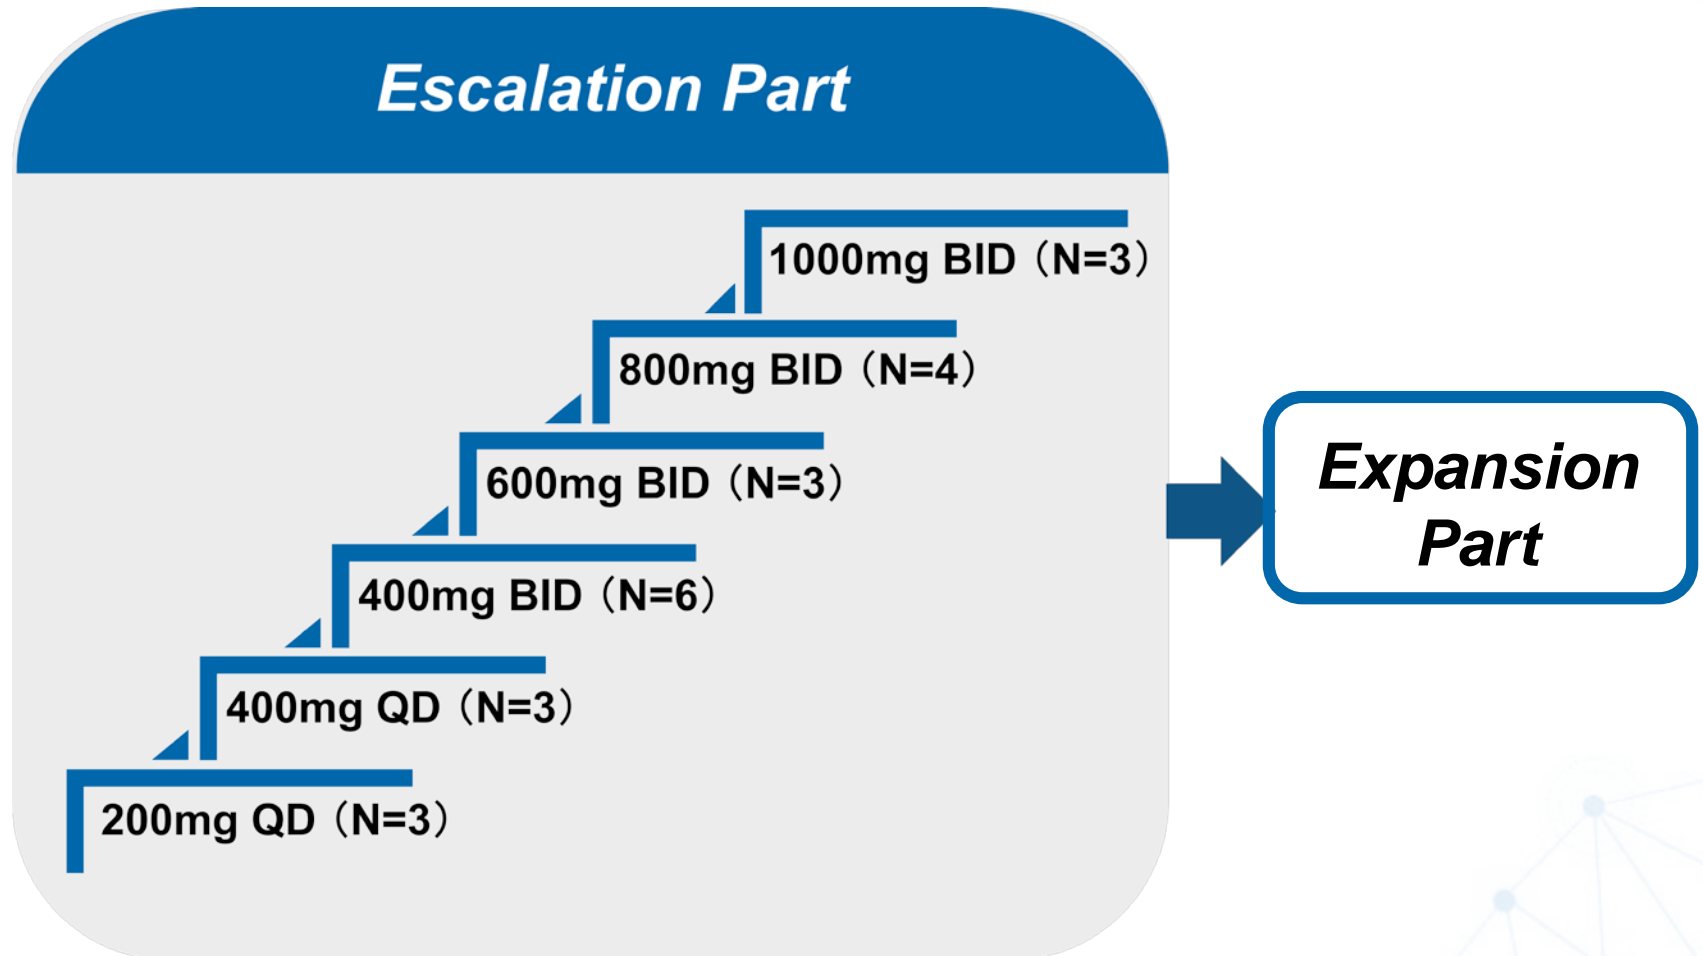 Escalation Part
1000mg BID（N=3）
800mg BID（N=4）
600mg BID（N=3）
400mg BID（N=6）
400mg QD（N=3）
200mg QD（N=3）
Expansion
Part